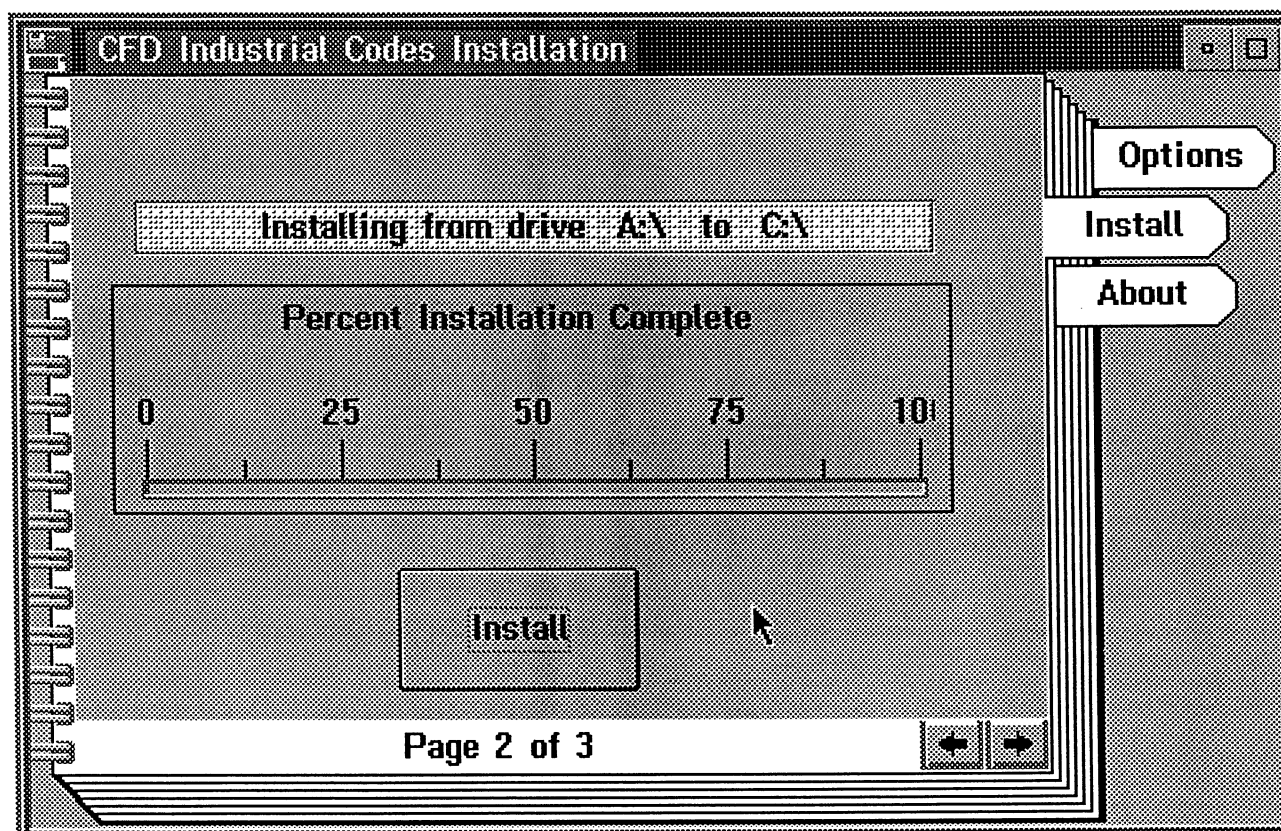 CFD Industrial Codes Installation
Options
Installing from drive A:\ to C:\
Install
About
Percent Installation Complete
0 25 50 75 10
Install
Page 2 of 3